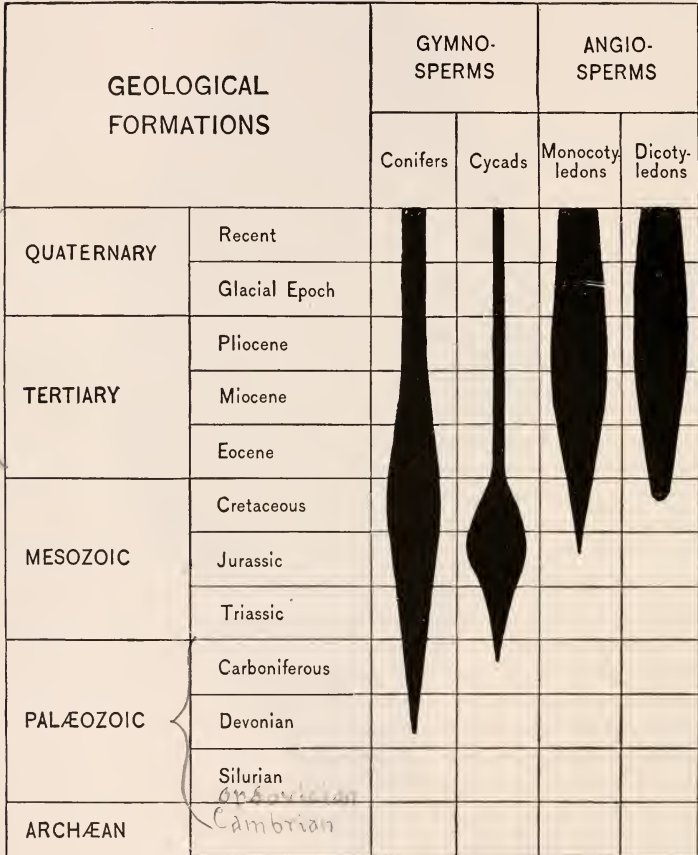 GEOLOGICAL
FORMATIONS
GYMNO-
SPERMS
ANGIO-
SPERMS
Conifers
Cycads
Monocoty-
ledons
Dicoty-
ledons
QUATERNARY
Recent
Glacial Epoch
TERTIARY
Pliocene
Miocene
Eocene
MESOZOIC
Cretaceous
Jurassic
Triassic
PALÆOZOIC
Carboniferous
Devonian
Silurian
Ordovician
Cambrian
ARCHÆAN